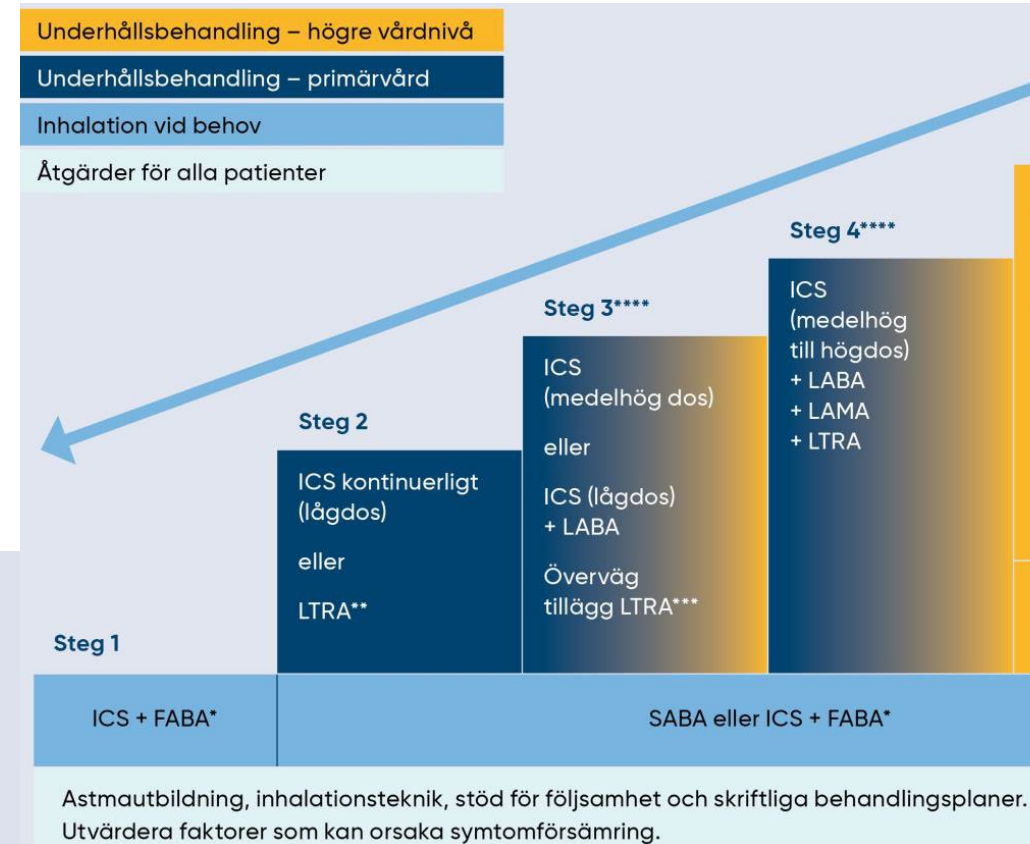 Underhållsbehandling – högre vårdnivå
Underhållsbehandling – primärvård
Inhalation vid behov
Åtgärder för alla patienter
Steg 1
ICS + FABA*
Steg 2
ICS kontinuerligt
(lågdos)
eller
LTRA**
Steg 3****
ICS
(medelhög dos)
eller
ICS (lågdos)
+ LABA
Överväg
tillägg LTRA***
Steg 4****
ICS
(medelhög
till högdos)
+ LABA
+ LAMA
+ LTRA
SABA eller ICS + FABA*
Astmautbildning, inhalationsteknik, stöd för följsamhet och skriftliga behandlingsplaner.
Utvärdera faktorer som kan orsaka symtomförsämring.